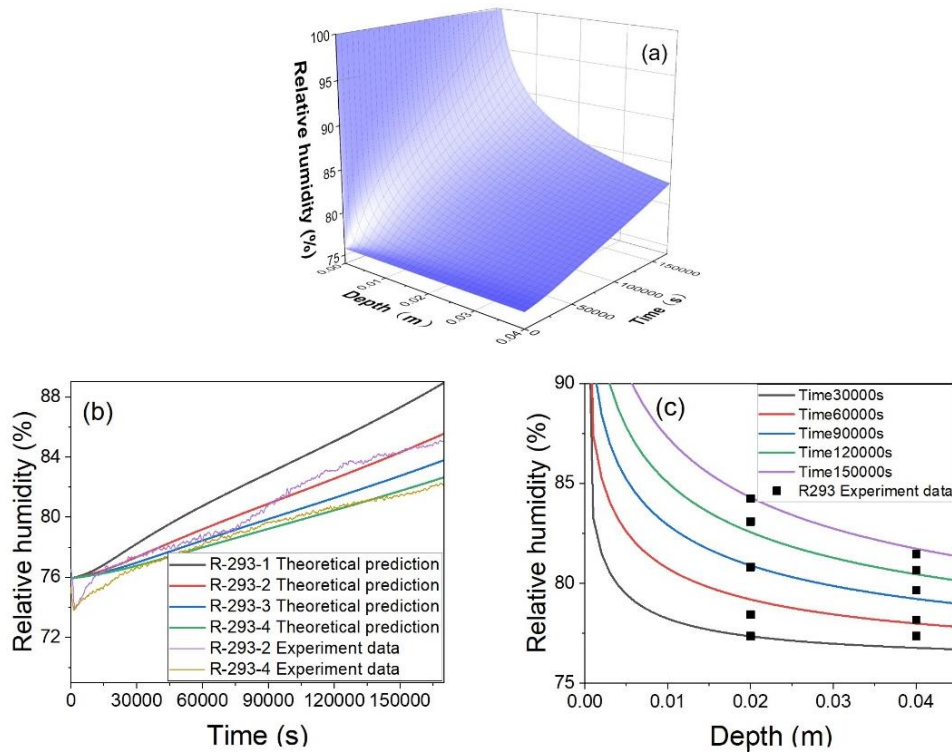 (a)
Relative humidity (%)
100
95
90
85
80
75
0.00
0.01
0.02
0.03
0.04
Depth (m)
0
50000
100000
150000
Time (s)
(b)
Relative humidity (%)
88
84
80
76
72
R-293-1 Theoretical prediction
R-293-2 Theoretical prediction
R-293-3 Theoretical prediction
R-293-4 Theoretical prediction
R-293-2 Experiment data
R-293-4 Experiment data
0 30000 60000 90000 120000 150000
Time (s)
(c)
Relative humidity (%)
90
85
80
75
Time30000s
Time60000s
Time90000s
Time120000s
Time150000s
R293 Experiment data
0.00 0.01 0.02 0.03 0.04
Depth (m)